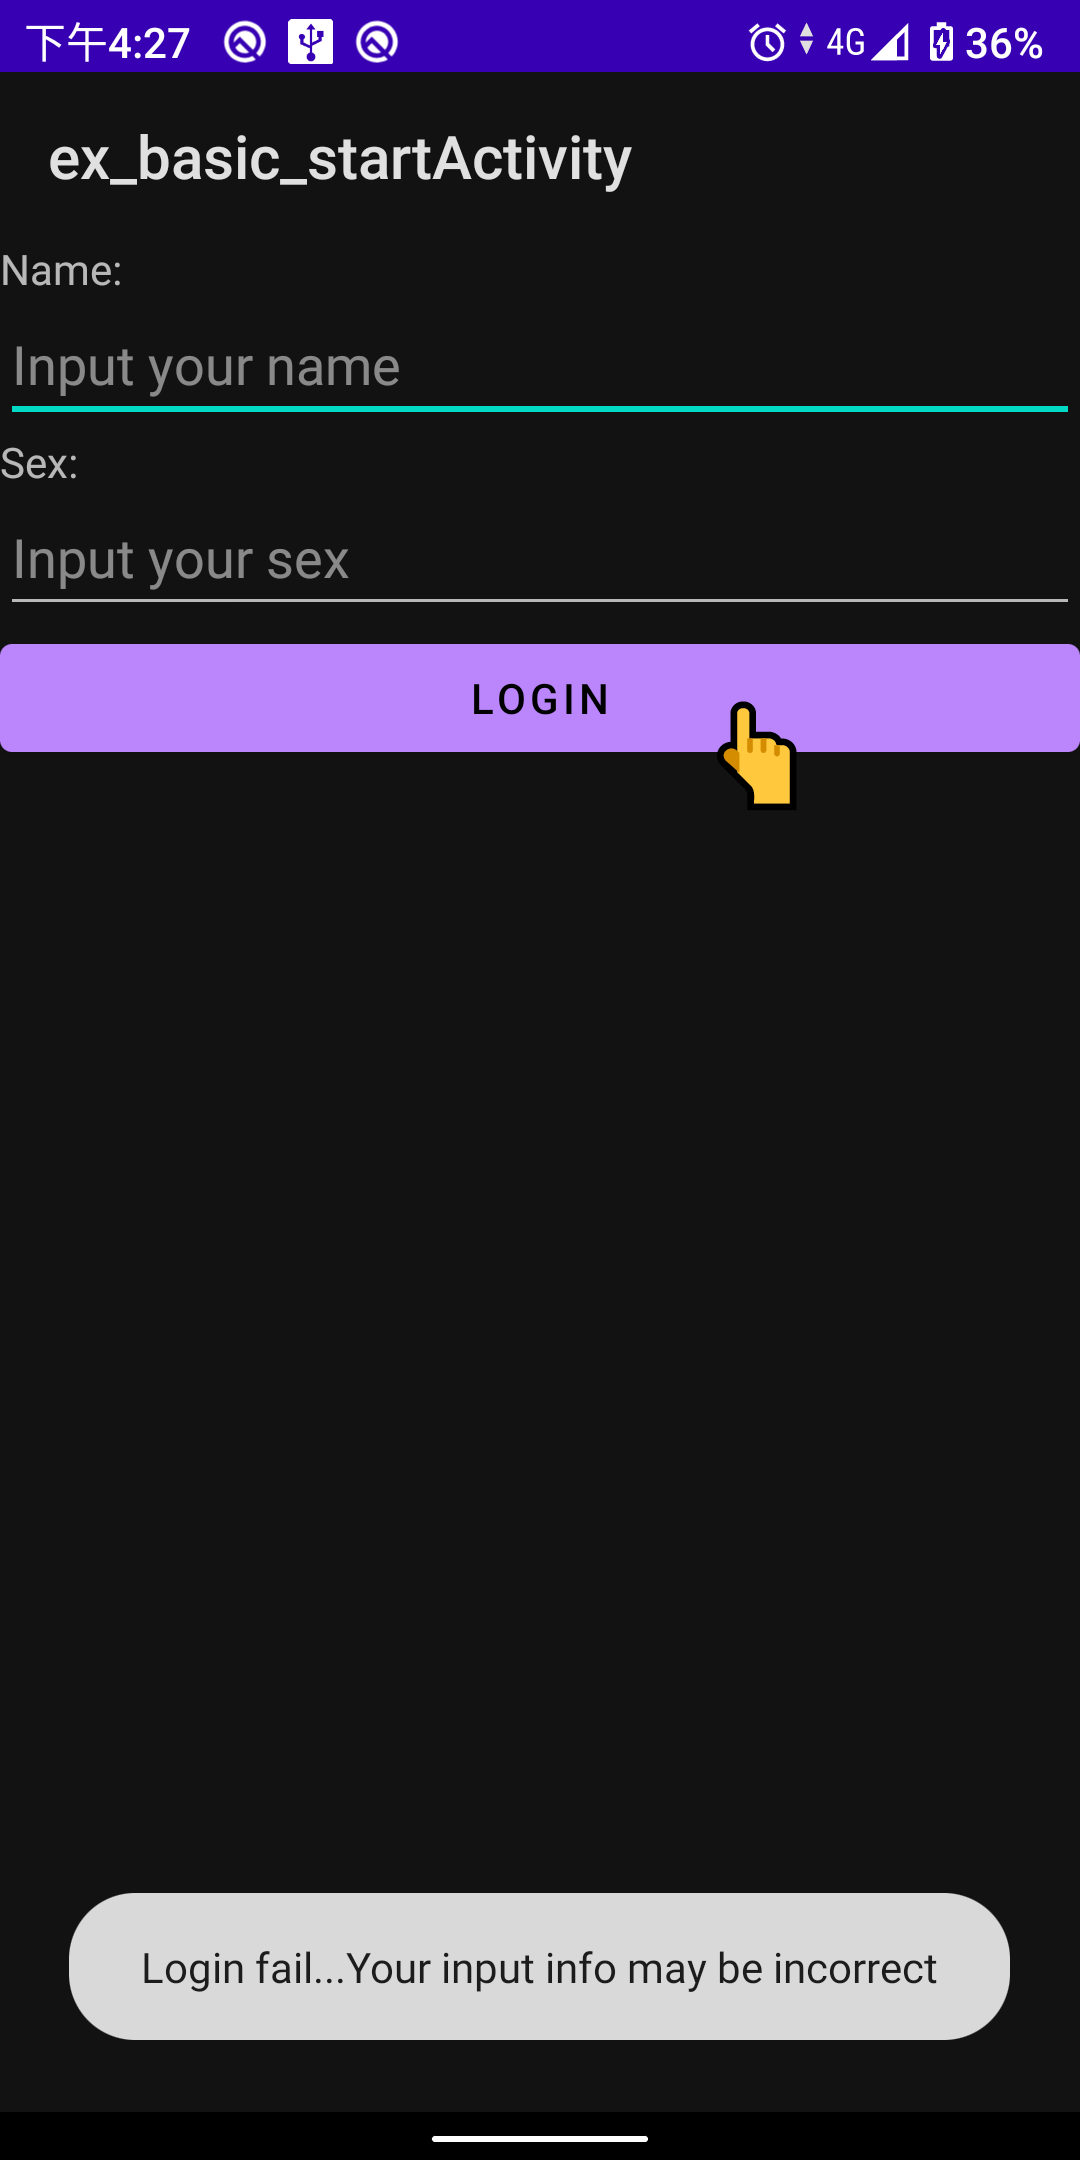 下午4:27 4G 36%
ex_basic_startActivity
Name:
Input your name
Sex:
Input your sex
LOGIN
Login fail...Your input info may be incorrect